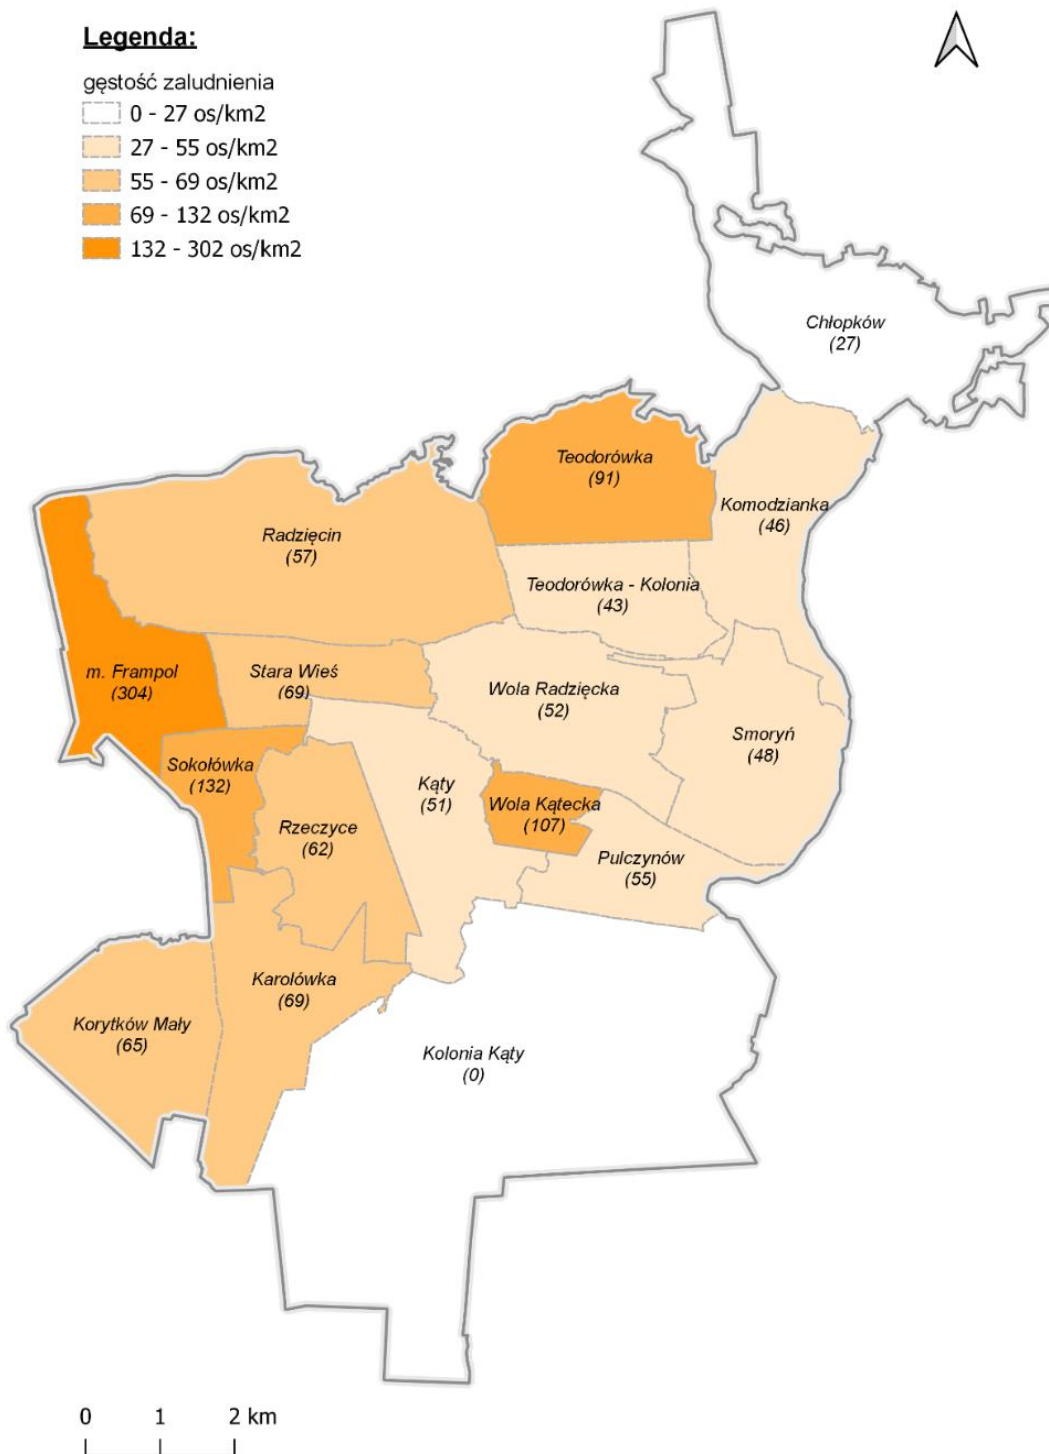 Legenda:
gęstość zaludnienia
0 - 27 os/km2
27 - 55 os/km2
55 - 69 os/km2
69 - 132 os/km2
132 - 302 os/km2
Chłopków
(27)
Teodorówka
(91)
Komodzianka
(46)
Radzięcin
(57)
Teodorówka - Kolonia
(43)
m. Frampol
(304)
Stara Wieś
(69)
Wola Radzięcka
(52)
Smoryń
(48)
Sokołówka
(132)
Kąty
(51)
Wola Kątecka
(107)
Rzeczyce
(62)
Pulczynów
(55)
Karolówka
(69)
Korytków Mały
(65)
Kolonia Kąty
(0)
0 1 2 km